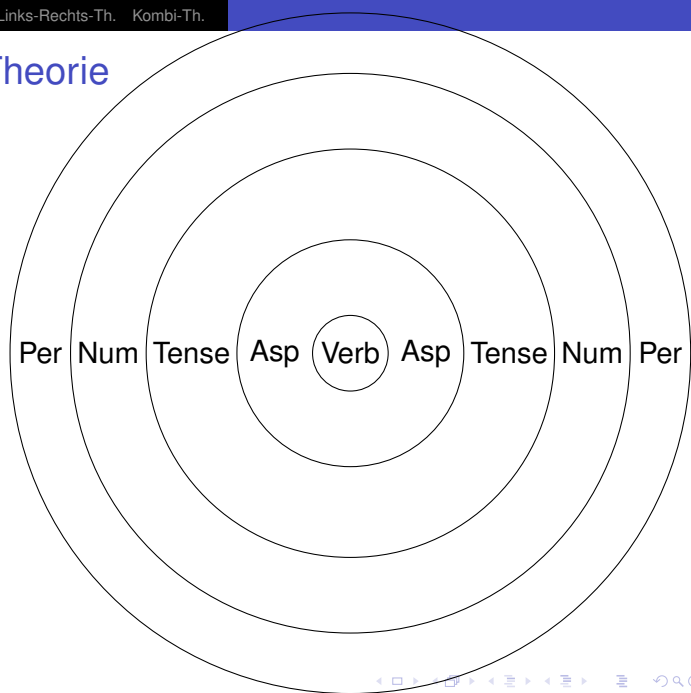 Links-Rechts-Th. Kombi-Th.
Theorie
Per Num Tense Asp Verb Asp Tense Num Per